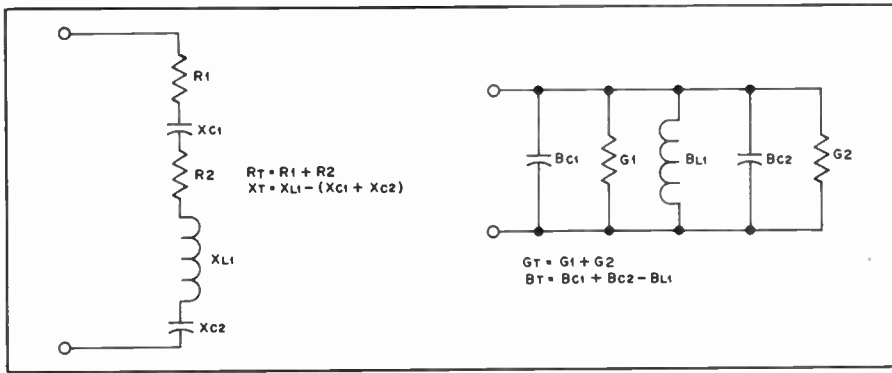 R1
XC1
R2
RT = R1 + R2
XT = XL1 - (XC1 + XC2)
XL1
XC2
BC1
G1
BL1
BC2
G2
GT = G1 + G2
BT = BC1 + BC2 - BL1